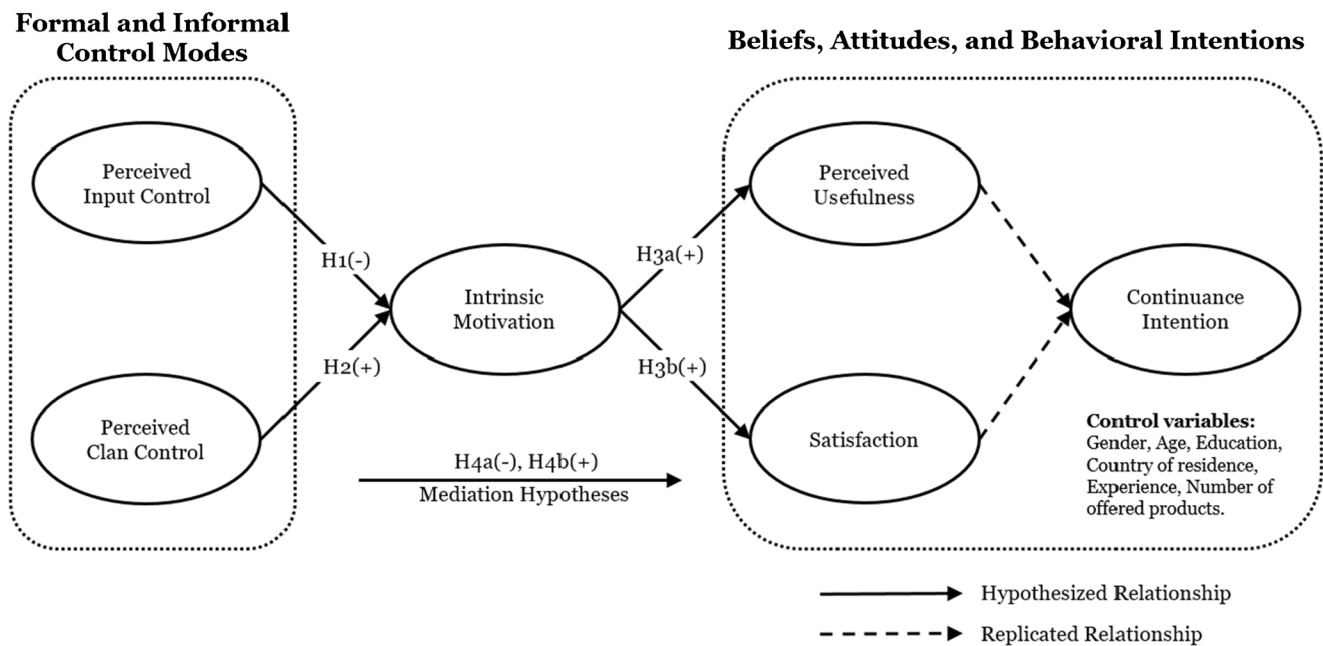 Formal and Informal
Control Modes
Beliefs, Attitudes, and Behavioral Intentions
Perceived
Input Control
Perceived
Usefulness
H1(-)
H3a(+)
Intrinsic
Motivation
Continuance
Intention
H2(+)
H3b(+)
Perceived
Clan Control
Satisfaction
Control variables:
Gender, Age, Education,
Country of residence,
Experience, Number of
offered products.
H4a(-), H4b(+)
Mediation Hypotheses
Hypothesized Relationship
Replicated Relationship